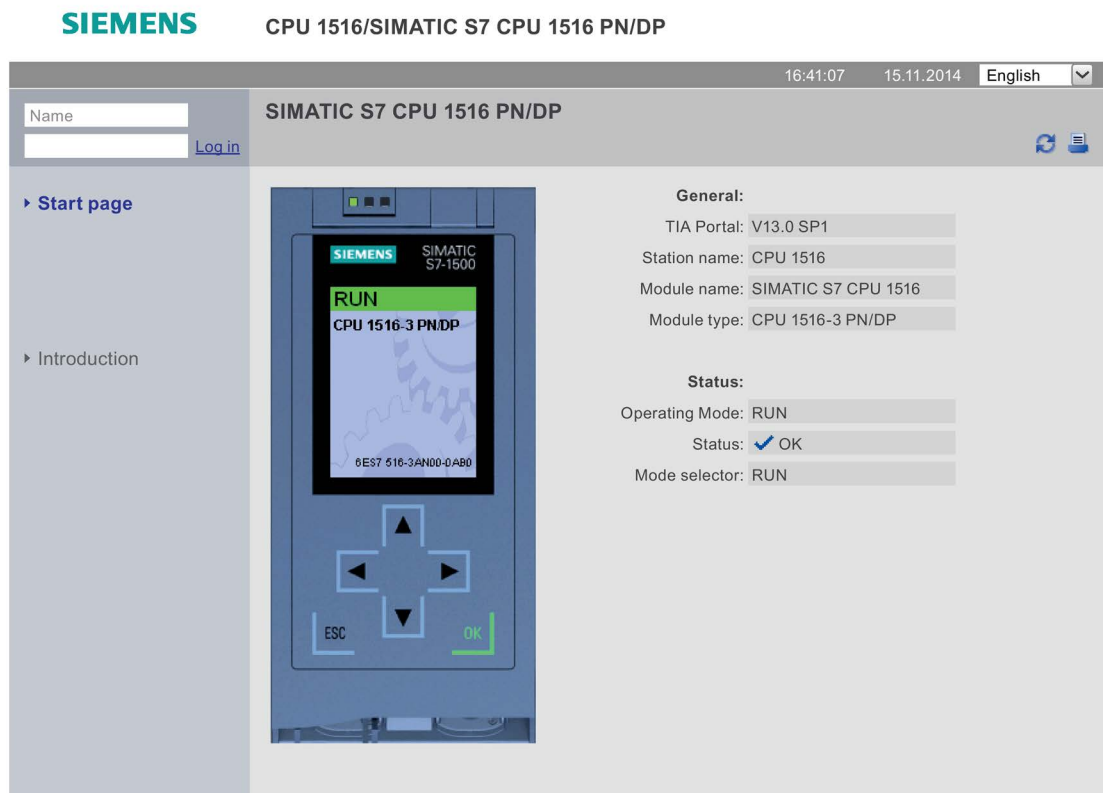 SIEMENS CPU 1516/SIMATIC S7 CPU 1516 PN/DP
16:41:07 15.11.2014 English
Name
Log in
SIMATIC S7 CPU 1516 PN/DP
Start page
Introduction
SIEMENS SIMATIC
S7-1500
RUN
CPU 1516-3 PN/DP
6ES7 516-3AN00-0AB0
ESC OK
General:
TIA Portal: V13.0 SP1
Station name: CPU 1516
Module name: SIMATIC S7 CPU 1516
Module type: CPU 1516-3 PN/DP
Status:
Operating Mode: RUN
Status: OK
Mode selector: RUN